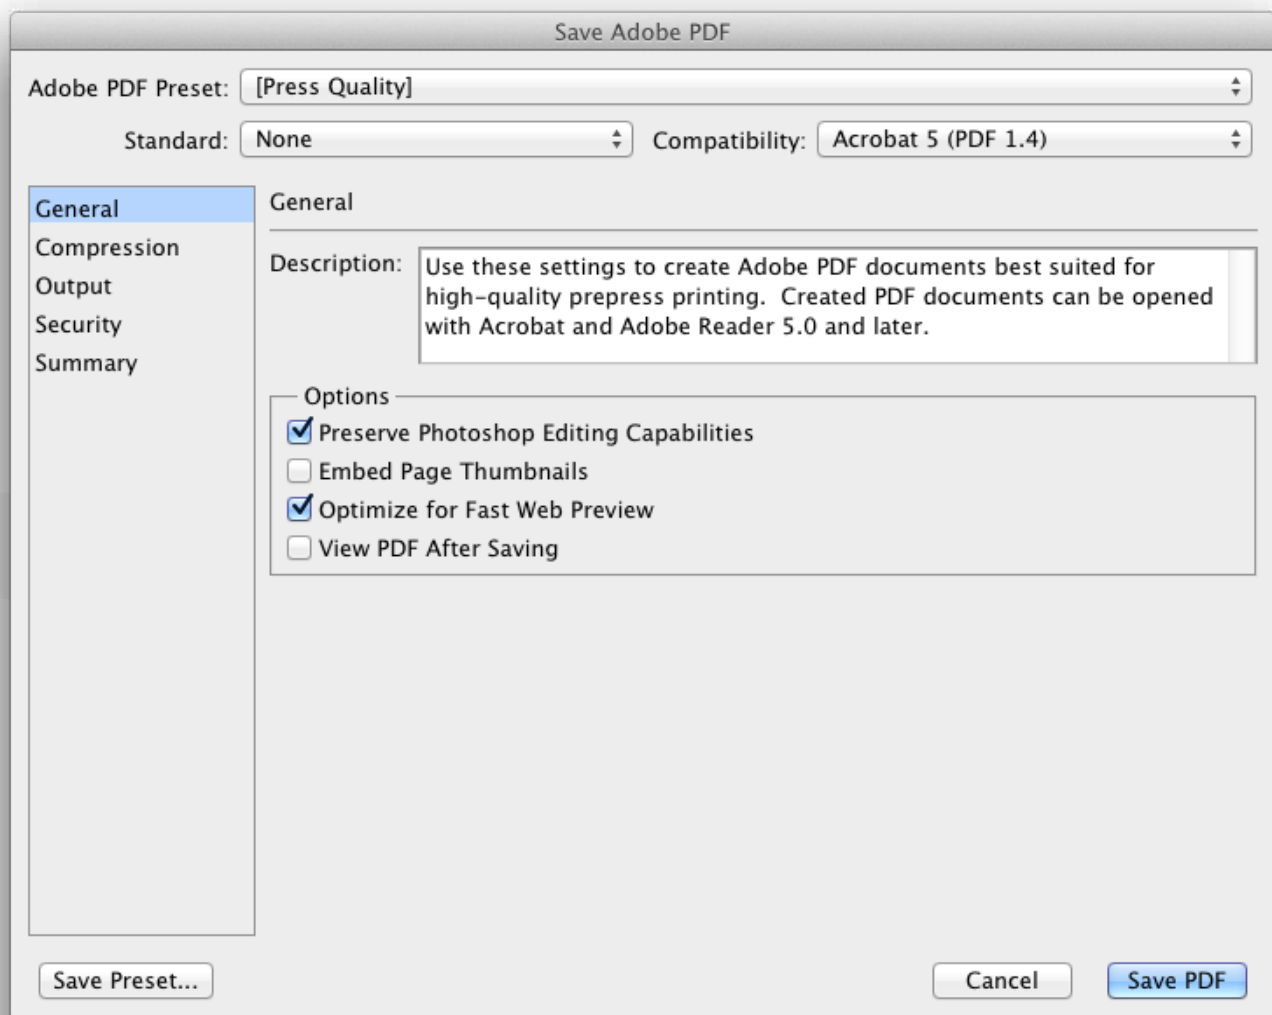 Save Adobe PDF
Adobe PDF Preset: [Press Quality]
Standard: None Compatibility: Acrobat 5 (PDF 1.4)
General
Compression
Output
Security
Summary
General
Description: Use these settings to create Adobe PDF documents best suited for
high-quality prepress printing.  Created PDF documents can be opened
with Acrobat and Adobe Reader 5.0 and later.
Options
Preserve Photoshop Editing Capabilities
Embed Page Thumbnails
Optimize for Fast Web Preview
View PDF After Saving
Save Preset... Cancel Save PDF